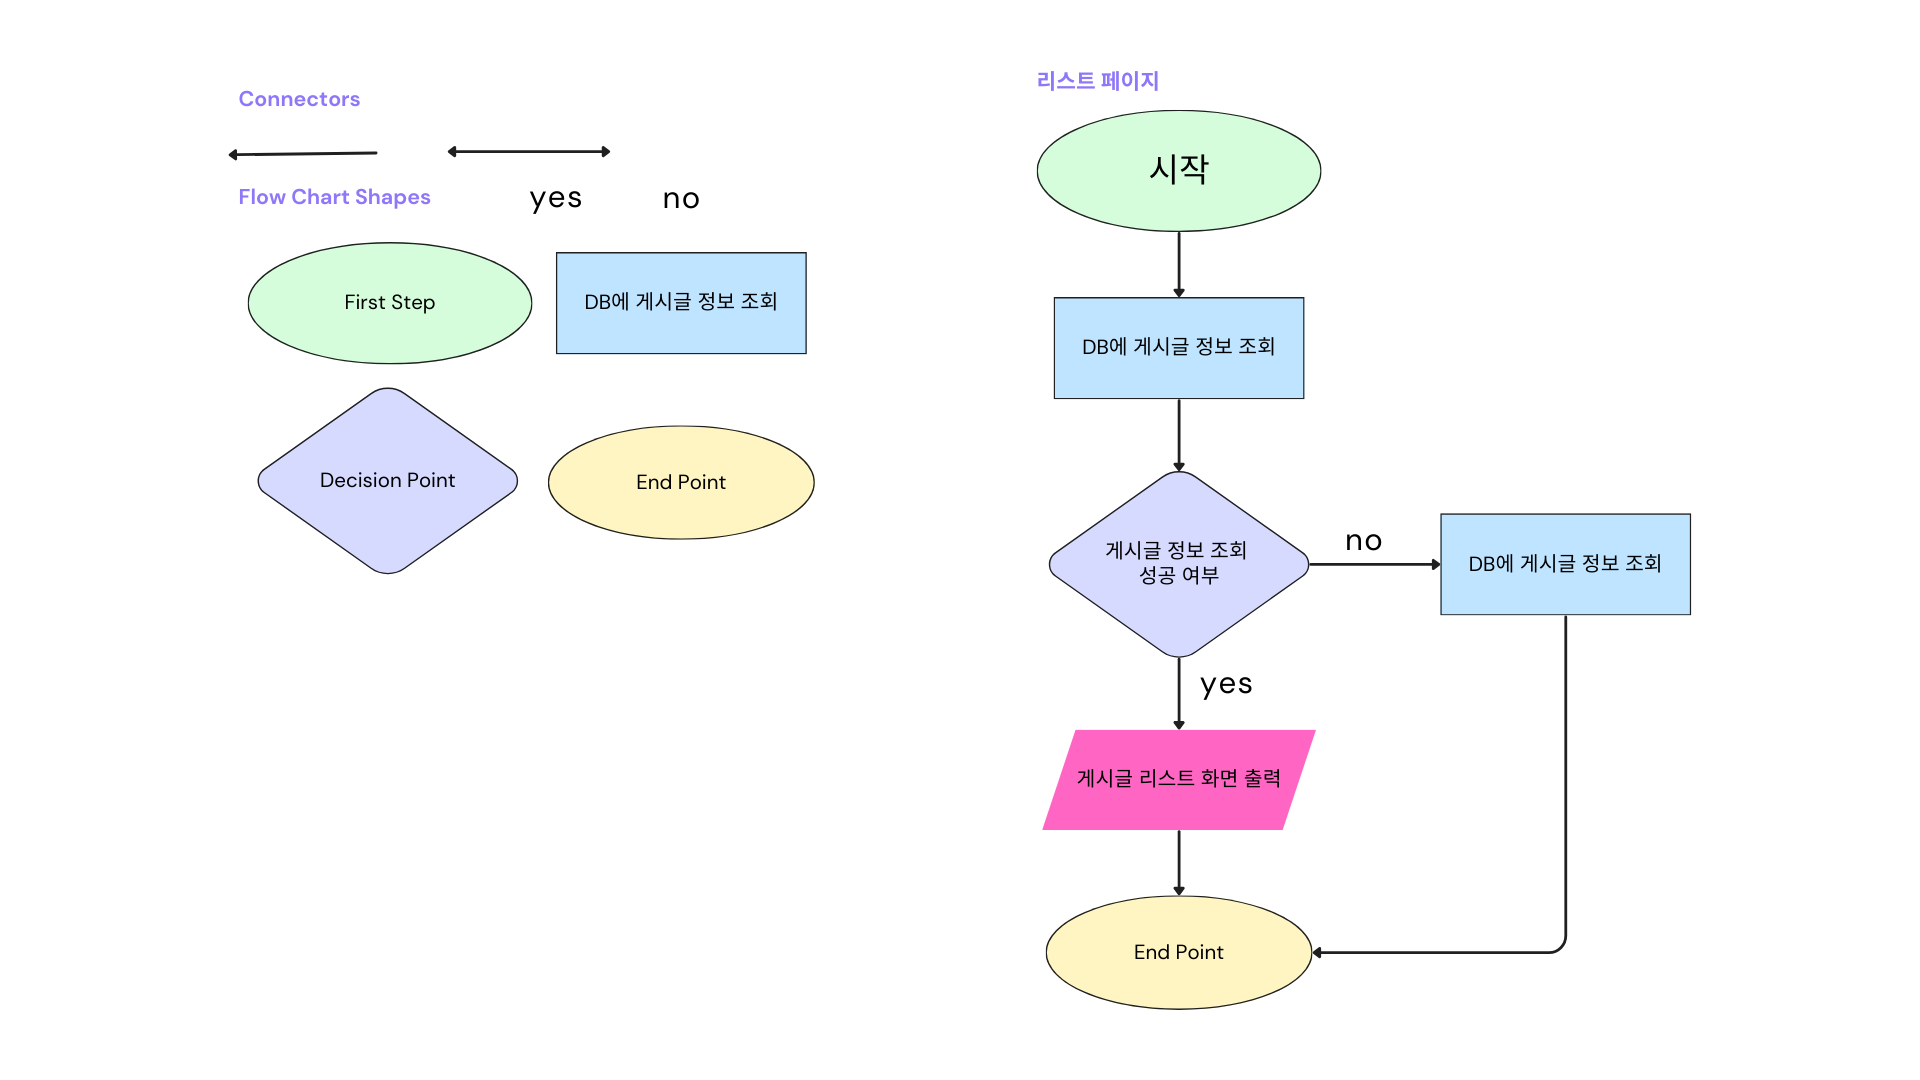 Connectors
Flow Chart Shapes
yes
no
First Step
DB에 게시글 정보 조회
Decision Point
End Point
리스트 페이지
시작
DB에 게시글 정보 조회
게시글 정보 조회
성공 여부
no
DB에 게시글 정보 조회
yes
게시글 리스트 화면 출력
End Point